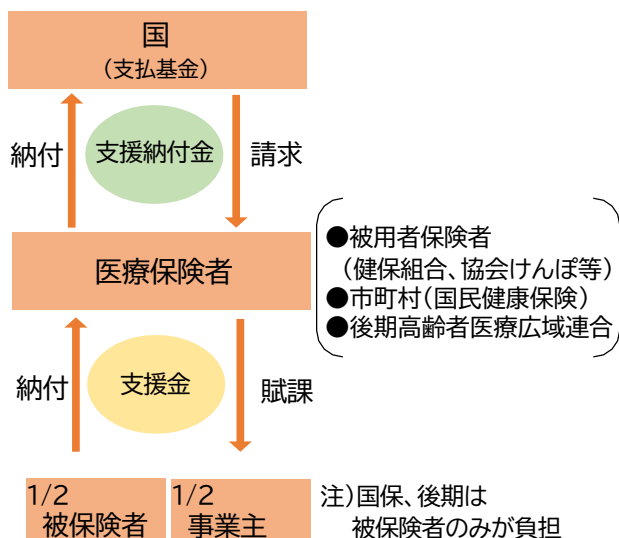 国
(支払基金)
納付
支援納付金
請求
医療保険者
●被用者保険者
(健保組合、協会けんぽ等)
●市町村(国民健康保険)
●後期高齢者医療広域連合
納付
支援金
賦課
1/2
被保険者
1/2
事業主
注)国保、後期は
被保険者のみが負担